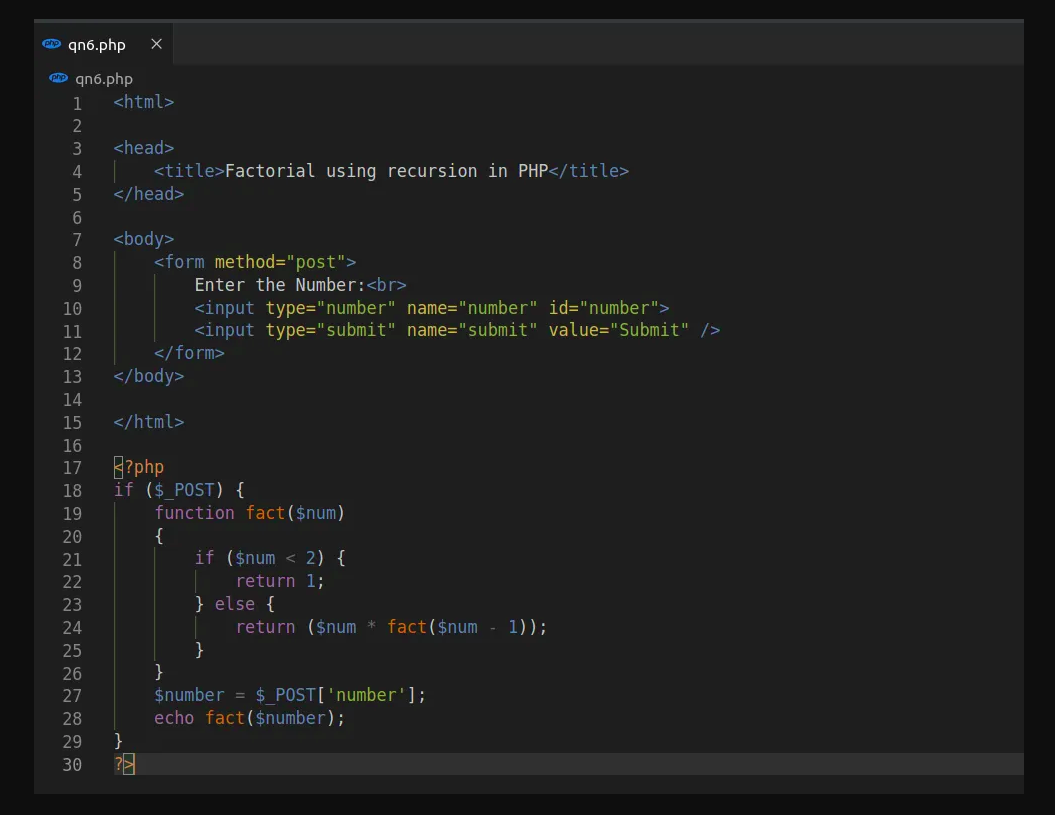 php qn6.php ×
php qn6.php
1 <html>
2
3 <head>
4     <title>Factorial using recursion in PHP</title>
5 </head>
6
7 <body>
8     <form method="post">
9         Enter the Number:<br>
10         <input type="number" name="number" id="number">
11         <input type="submit" name="submit" value="Submit" />
12     </form>
13 </body>
14
15 </html>
16
17 <?php
18 if ($_POST) {
19     function fact($num)
20     {
21         if ($num < 2) {
22             return 1;
23         } else {
24             return ($num * fact($num - 1));
25         }
26     }
27     $number = $_POST['number'];
28     echo fact($number);
29 }
30 ?>